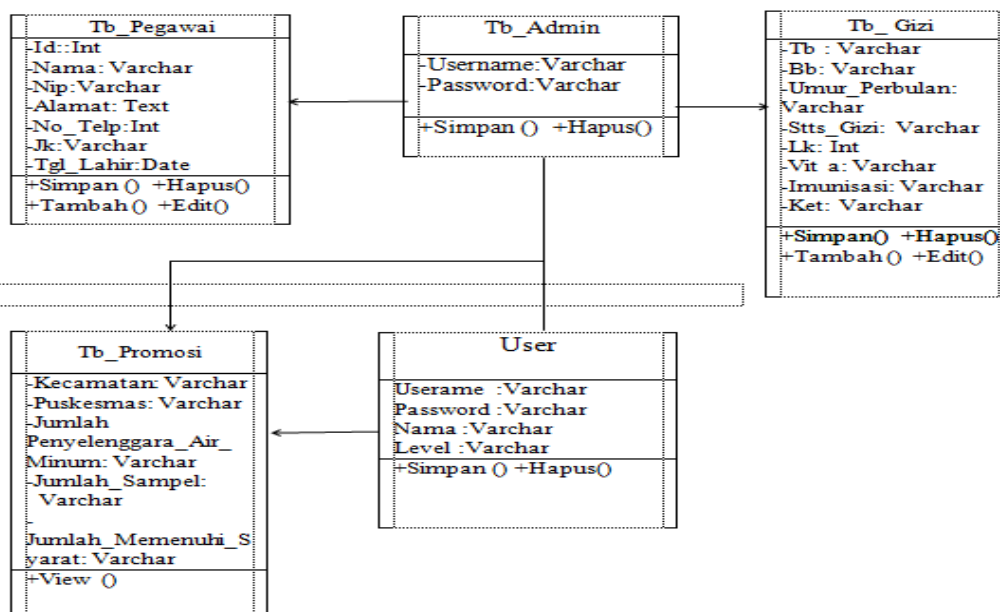 Tb_Pegawai
-Id::Int
-Nama: Varchar
-Nip:Varchar
-Alamat: Text
-No_Telp:Int
-Jk:Varchar
-Tgl_Lahir:Date
+Simpan () +Hapus()
+Tambah () +Edit()
Tb_Admin
-Username:Varchar
-Password:Varchar
+Simpan () +Hapus()
Tb_ Gizi
-Tb : Varchar
-Bb: Varchar
-Umur_Perbulan:
Varchar
-Stts_Gizi: Varchar
-Lk: Int
-Vit a: Varchar
-Imunisasi: Varchar
-Ket: Varchar
+Simpan() +Hapus()
+Tambah () +Edit()
Tb_Promosi
-Kecamatan: Varchar
-Puskesmas: Varchar
-Jumlah
Penyelenggara_Air_
Minum: Varchar
-Jumlah_Sampel:
Varchar
-
Jumlah_Memenuhi_S
yarat: Varchar
+View ()
User
Userame :Varchar
Password :Varchar
Nama :Varchar
Level :Varchar
+Simpan () +Hapus()